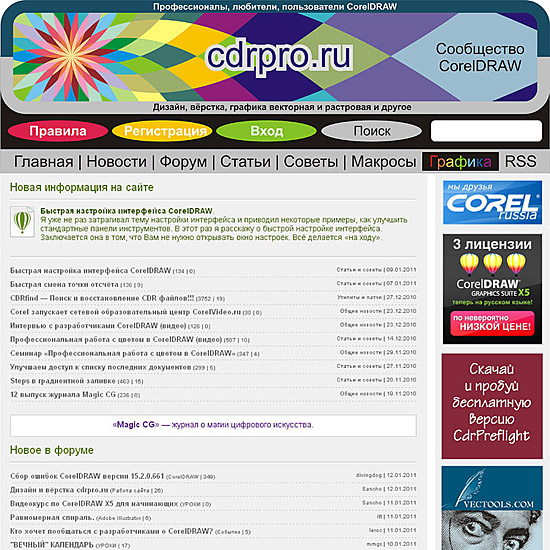 Профессионалы, любители, пользователи CorelDRAW
cdrpro.ru
Сообщество
CorelDRAW
Дизайн, вёрстка, графика векторная и растровая и другое
Правила
Регистрация
Вход
Поиск
Главная | Новости | Форум | Статьи | Советы | Макросы | Графика | RSS
Новая информация на сайте
Быстрая настройка интерфейса CorelDRAW.
Я уже не раз затрагивал тему настройки интерфейса и приводил некоторые примеры, как улучшить
стандартные панели инструментов. В этот раз я расскажу о быстрой настройке интерфейса.
Заключается она в том, что Вам не нужно открывать окно настроек. Всё делается «на ходу».
Быстрая настройка интерфейса CorelDRAW (134 | 0) Статьи и советы | 09.01.2011
Быстрая смена точки отсчёта (136 | 9) Статьи и советы | 07.01.2011
CDRfind — Поиск и восстановление CDR файлов!!! (3752 | 19) Утилиты и патчи | 27.12.2010
Corel запускает сетевой образовательный центр CorelVideo.ru (30 | 0) Общие новости | 23.12.2010
Интервью с разработчиками CorelDRAW (видео) (126 | 0) Общие новости | 23.12.2010
Профессиональная работа с цветом в CorelDRAW (видео) (587 | 10) Статьи и советы | 14.12.2010
Семинар «Профессиональная работа с цветом в CorelDRAW» (347 | 4) Общие новости | 27.11.2010
Улучшаем доступ к списку последних документов (299 | 5) Статьи и советы | 27.11.2010
Steps в градиентной заливке (463 | 15) Статьи и советы | 20.11.2010
12 выпуск журнала Magic CG (236 | 0) Общие новости | 19.11.2010
«Magic CG» — журнал о магии цифрового искусства.
Новое в форуме
Сбор ошибок CorelDRAW версии 15.2.0.661 (CorelDRAW | 349) divingdog | 12.01.2011
Дизайн и вёрстка cdrpro.ru (Работа сайта | 26) Sancho | 11.01.2011
Видеокурс по CorelDRAW X5 для начинающих (УРОКИ | 0) Sancho | 11.01.2011
Равномерная спираль. (Adobe Illustrator | 6) | 11.01.2011
Кто хочет пообщаться с разработчиками о CorelDRAW? (События | 5) leroc | 11.01.2011
"ВЕЧНЫЙ" КАЛЕНДАРЬ (УРОКИ | 17) | 10.01.2011
мы друзья
COREL
russia
3 лицензии
CorelDRAW
GRAPHICS SUITE X5
теперь на русском языке!
по невероятно
НИЗКОЙ ЦЕНЕ!
Скачай
и пробуй
бесплатную
версию
CdrPreflight
VECTOOLS.COM